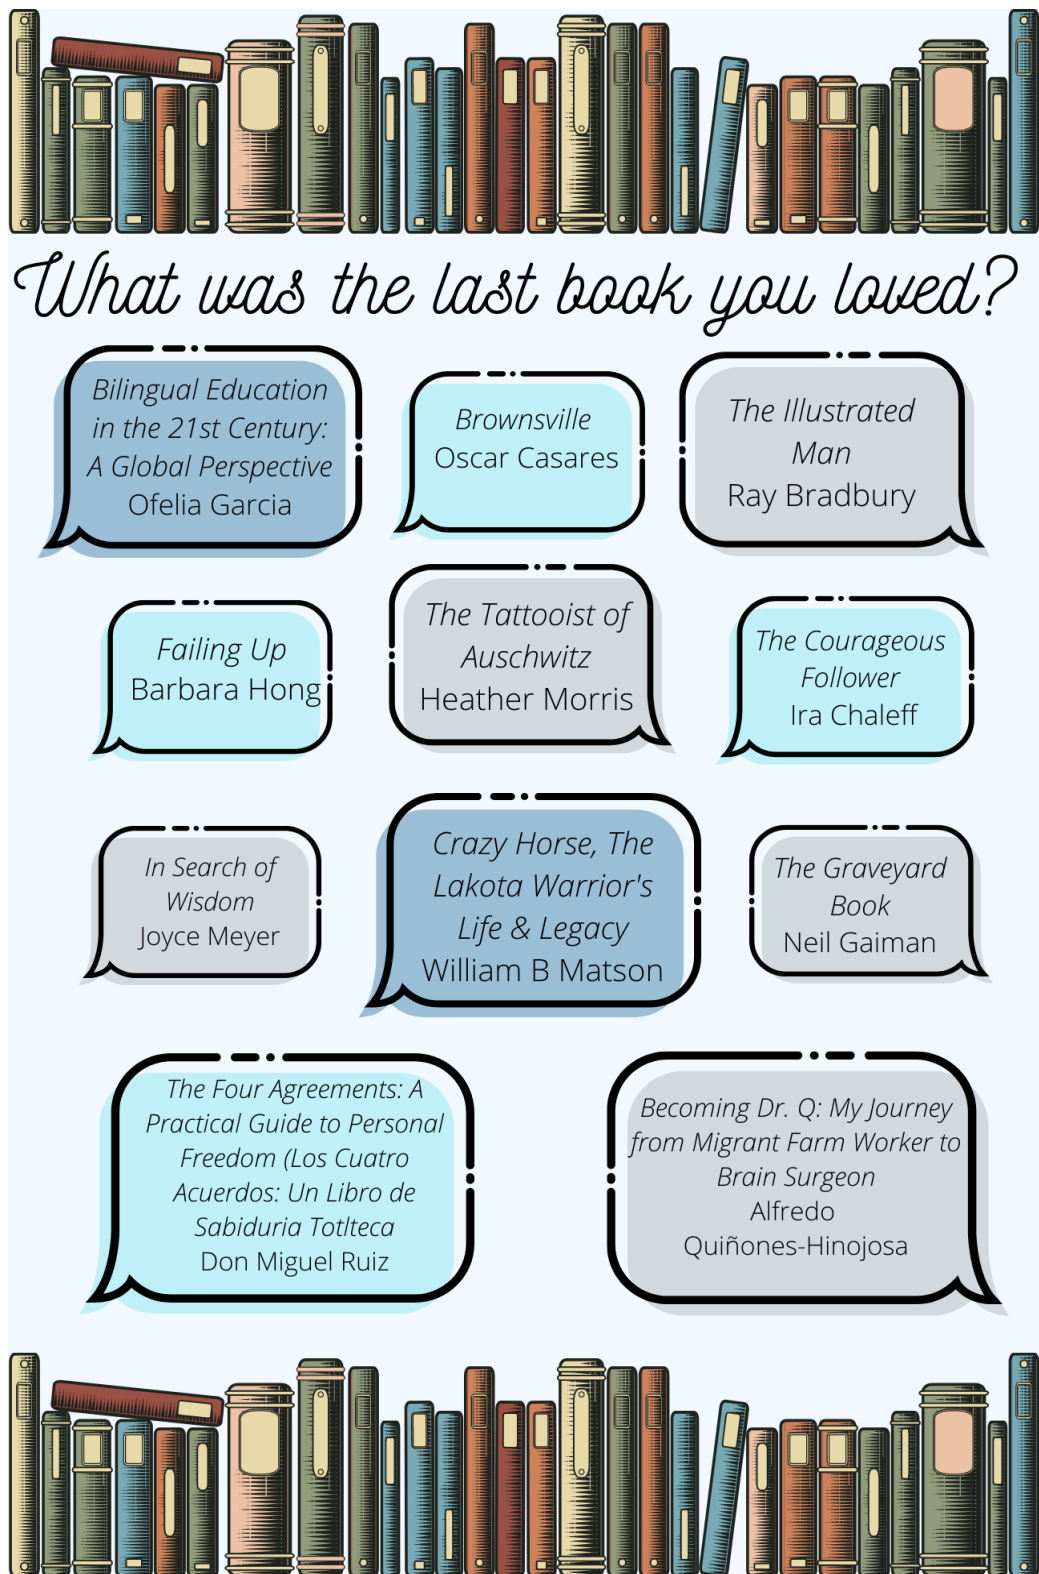 What was the last book you loved?
Bilingual Education
in the 21st Century:
A Global Perspective
Ofelia Garcia
Brownsville
Oscar Casares
The Illustrated
Man
Ray Bradbury
Failing Up
Barbara Hong
The Tattooist of
Auschwitz
Heather Morris
The Courageous
Follower
Ira Chaleff
In Search of
Wisdom
Joyce Meyer
Crazy Horse, The
Lakota Warrior's
Life & Legacy
William B Matson
The Graveyard
Book
Neil Gaiman
The Four Agreements: A
Practical Guide to Personal
Freedom (Los Cuatro
Acuerdos: Un Libro de
Sabiduria Totlteca
Don Miguel Ruiz
Becoming Dr. Q: My Journey
from Migrant Farm Worker to
Brain Surgeon
Alfredo
Quiñones-Hinojosa